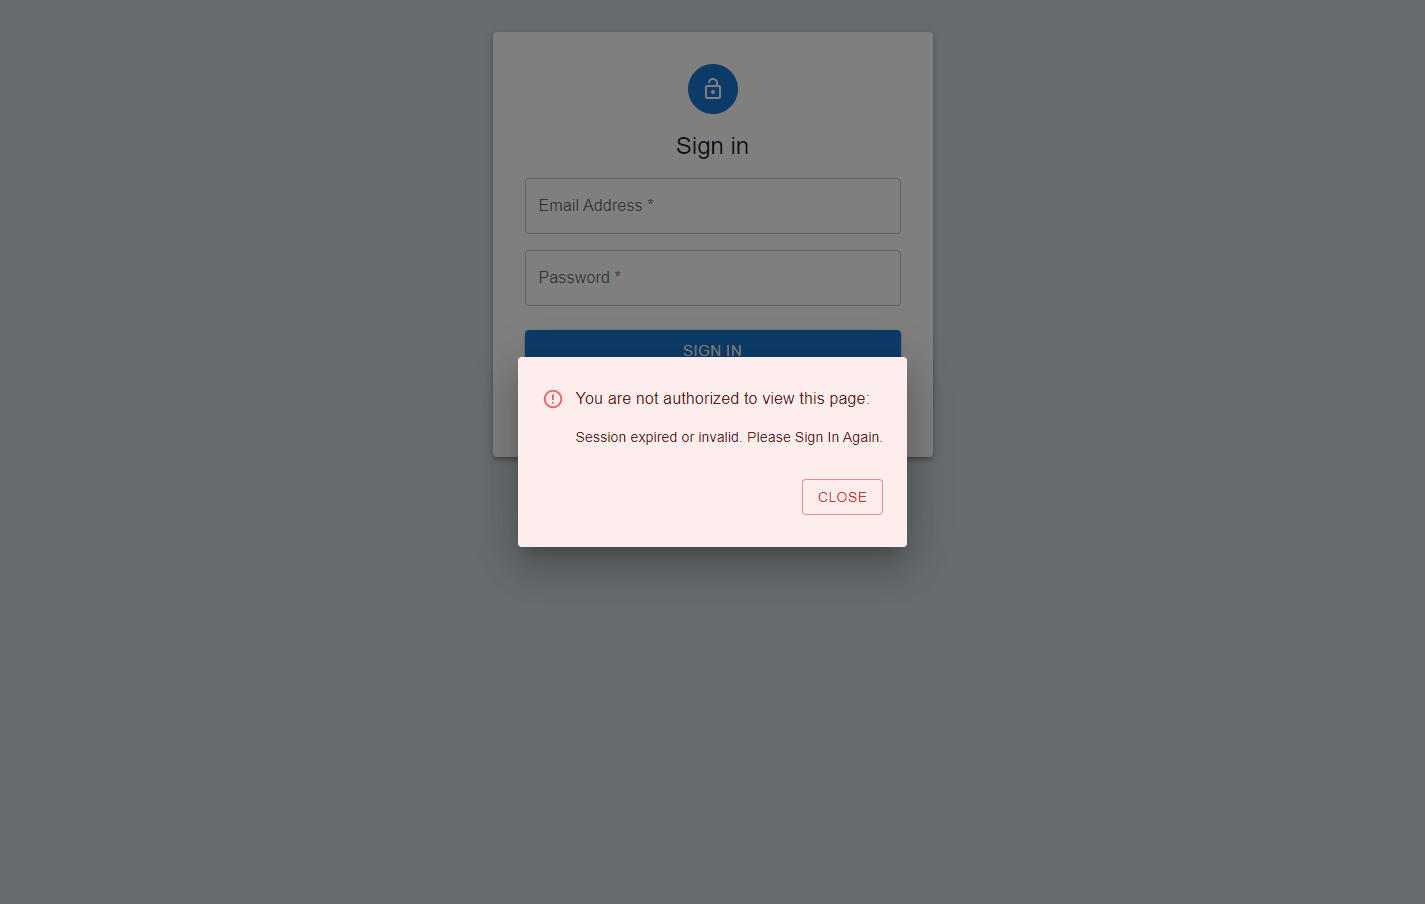 Sign in
Email Address *
Password *
SIGN IN
You are not authorized to view this page:
Session expired or invalid. Please Sign In Again.
CLOSE